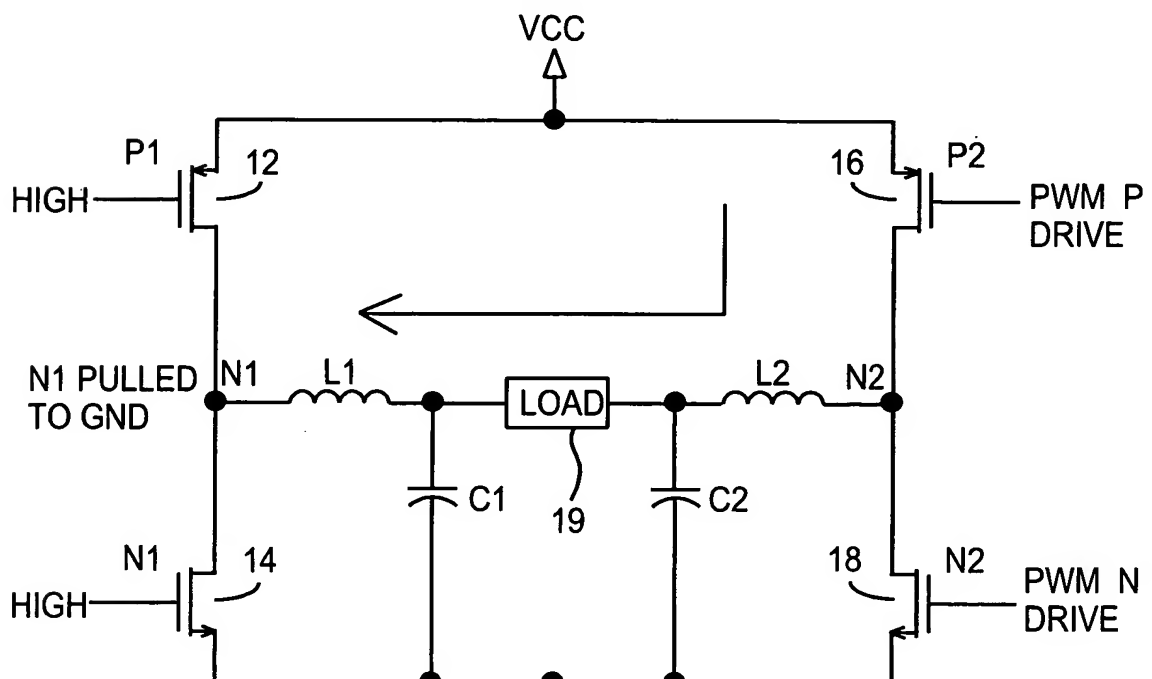 VCC
P1
12
HIGH
16
P2
PWM P
DRIVE
N1 PULLED
TO GND
N1
L1
LOAD
L2
N2
C1
19
C2
N1
14
HIGH
18
N2
PWM N
DRIVE